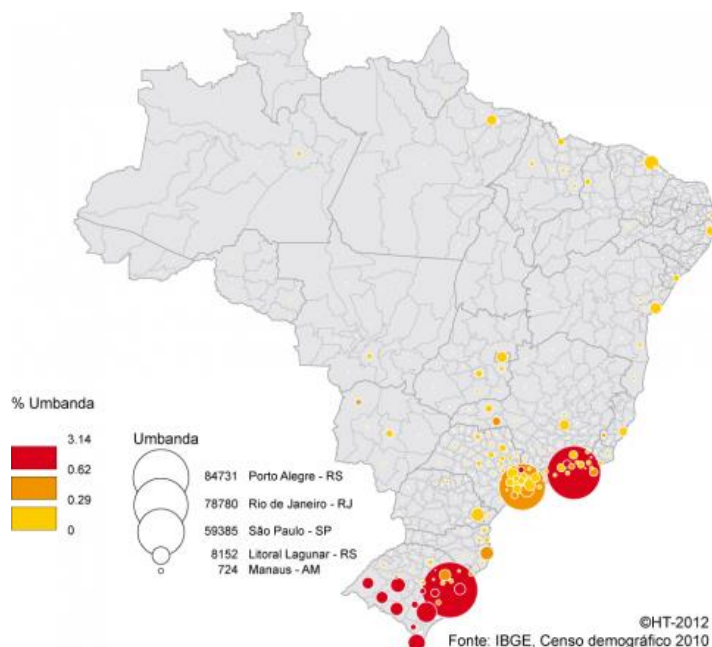 % Umbanda
3.14
0.62
0.29
0
Umbanda
84731 Porto Alegre - RS
78780 Rio de Janeiro - RJ
59385 São Paulo - SP
8152 Litoral Lagunar - RS
724 Manaus - AM
©HT-2012
Fonte: IBGE, Censo demográfico 2010